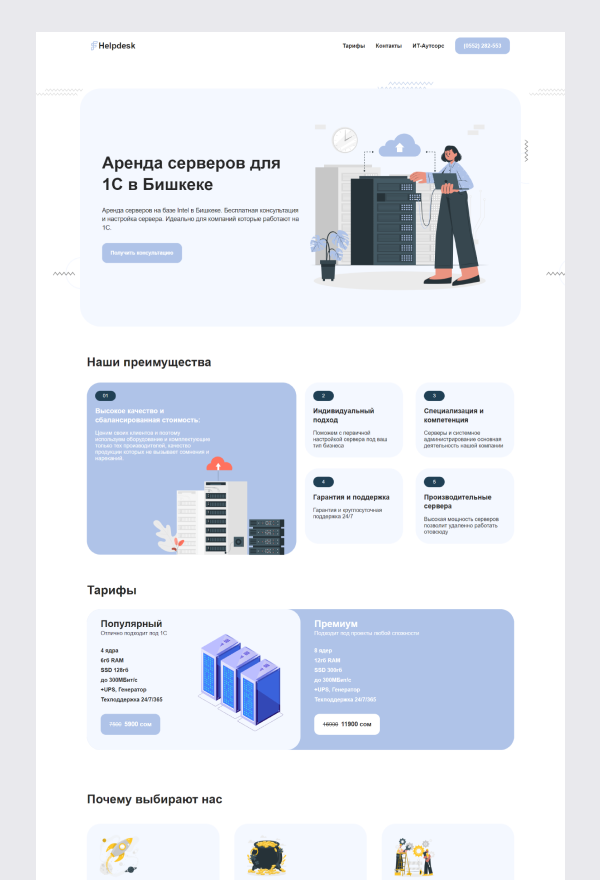 Helpdesk
Тарифы
Контакты
ИТ-Аутсорс
(0552) 282-553
Аренда серверов для
1С в Бишкеке
Аренда серверов на базе Intel в Бишкеке. Бесплатная консультация
и настройка сервера. Идеально для компаний которые работают на
1С.
Получить консультацию
Наши преимущества
01
Высокое качество и
сбалансированная стоимость:
Ценим своих клиентов и поэтому
используем оборудование и комплектующие
только тех производителей, качество
продукции которых не вызывает сомнения и
нареканий.
2
Индивидуальный
подход
Поможем с первичной
настройкой сервера под ваш
тип бизнеса
3
Специализация и
компетенция
Серверы и системное
администрирование основная
деятельность нашей компании
4
Гарантия и поддержка
Гарантия и круглосуточная
поддержка 24/7
5
Производительные
сервера
Высокая мощность серверов
позволит удаленно работать
отовсюду
Тарифы
Популярный
Отлично подходит под 1С
4 ядра
6гб RAM
SSD 128гб
до 300МБит/с
+UPS, Генератор
Техподдержка 24/7/365
5900 сом
Премиум
Подходит под проекты любой сложности
8 ядер
12гб RAM
SSD 300гб
до 300МБит/с
+UPS, Генератор
Техподдержка 24/7/365
11900 сом
Почему выбирают нас